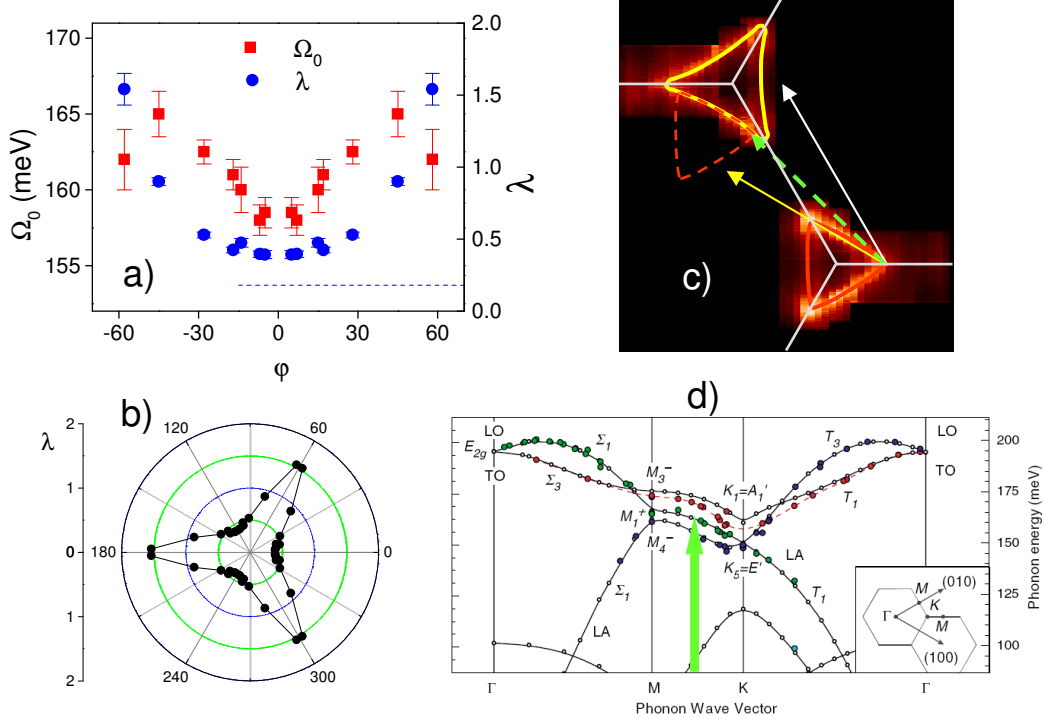 170
165
160
155
Ω₀ (meV)
Ω₀
λ
2.0
1.5
1.0
0.5
0.0
λ
a)
-60
-30
0
30
60
φ
c)
b)
2
1
0
1
2
λ
120
60
180
0
240
300
d)
LO
E2g
TO
Σ1
Σ3
M3⁻
M1⁺
M4⁻
K1=A1'
K5=E'
T3
T1
LA
T1
Σ1
LA
LO
TO
200
175
150
125
100
Phonon energy (meV)
M
(010)
Γ
K
M
(100)
Γ
M
K
Γ
Phonon Wave Vector